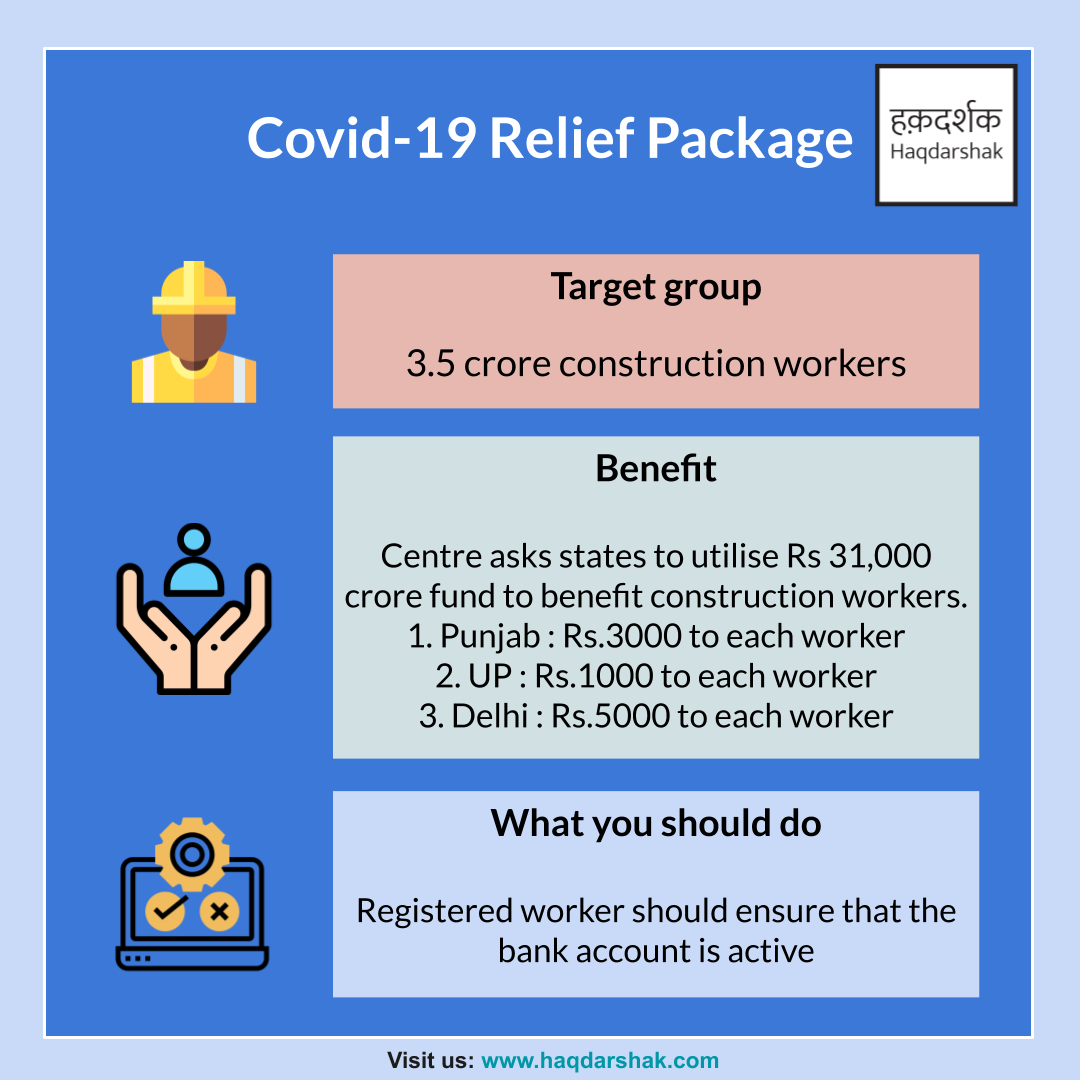 Covid-19 Relief Package
हक़दर्शक
Haqdarshak
Target group
3.5 crore construction workers
Benefit
Centre asks states to utilise Rs 31,000
crore fund to benefit construction workers.
1. Punjab : Rs.3000 to each worker
2. UP : Rs.1000 to each worker
3. Delhi : Rs.5000 to each worker
What you should do
Registered worker should ensure that the
bank account is active
Visit us: www.haqdarshak.com